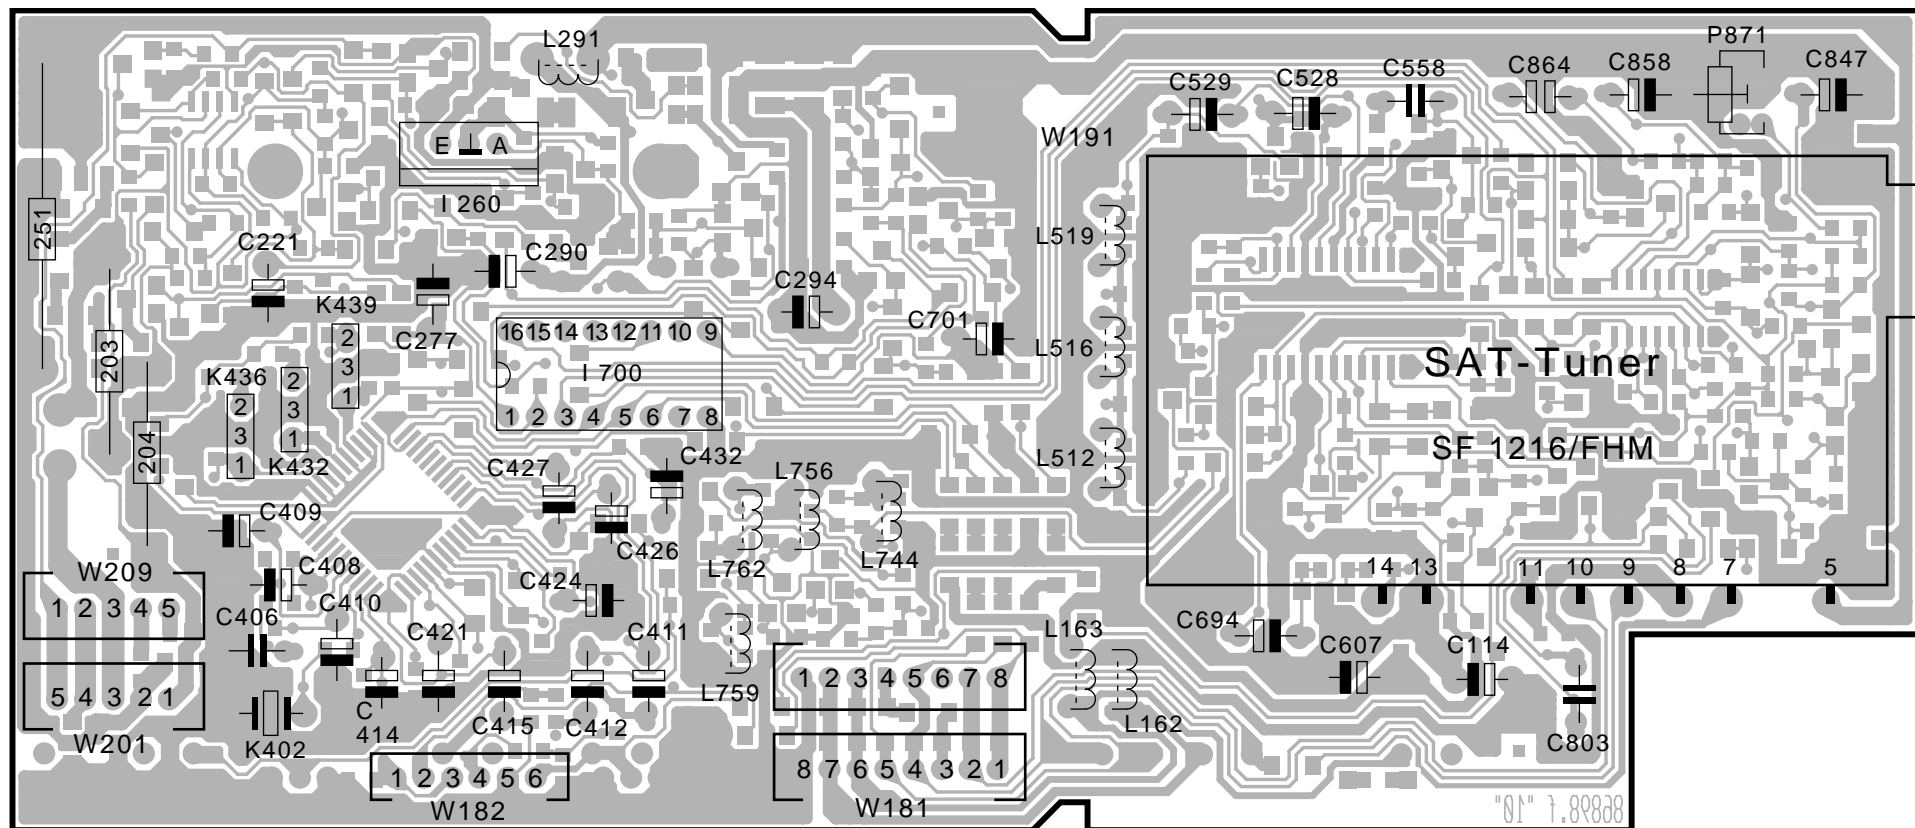 L291
P871
C864
C858
C847
C529
C528
C558
W191
E A
I 260
251
C221
C290
L519
K439
C294
C277
C701
16 15 14 13 12 11 10 9
I 700
1 2 3 4 5 6 7 8
2 3 1
203
K436
2 3 1
2 3 1
K432
204
L516
SAT-Tuner
SF 1216/FHM
L512
C427
C432
L756
C409
C426
L762
L744
C408
C424
W209
1 2 3 4 5
C406
C410
C421
C411
14 13 11 10 9 8 7 5
C694
L163
C607
C114
5 4 3 2 1
W201
K402
C
414
C415
C412
L759
1 2 3 4 5 6 7 8
L162
C803
1 2 3 4 5 6
W182
8 7 6 5 4 3 2 1
W181
86898.f "10"